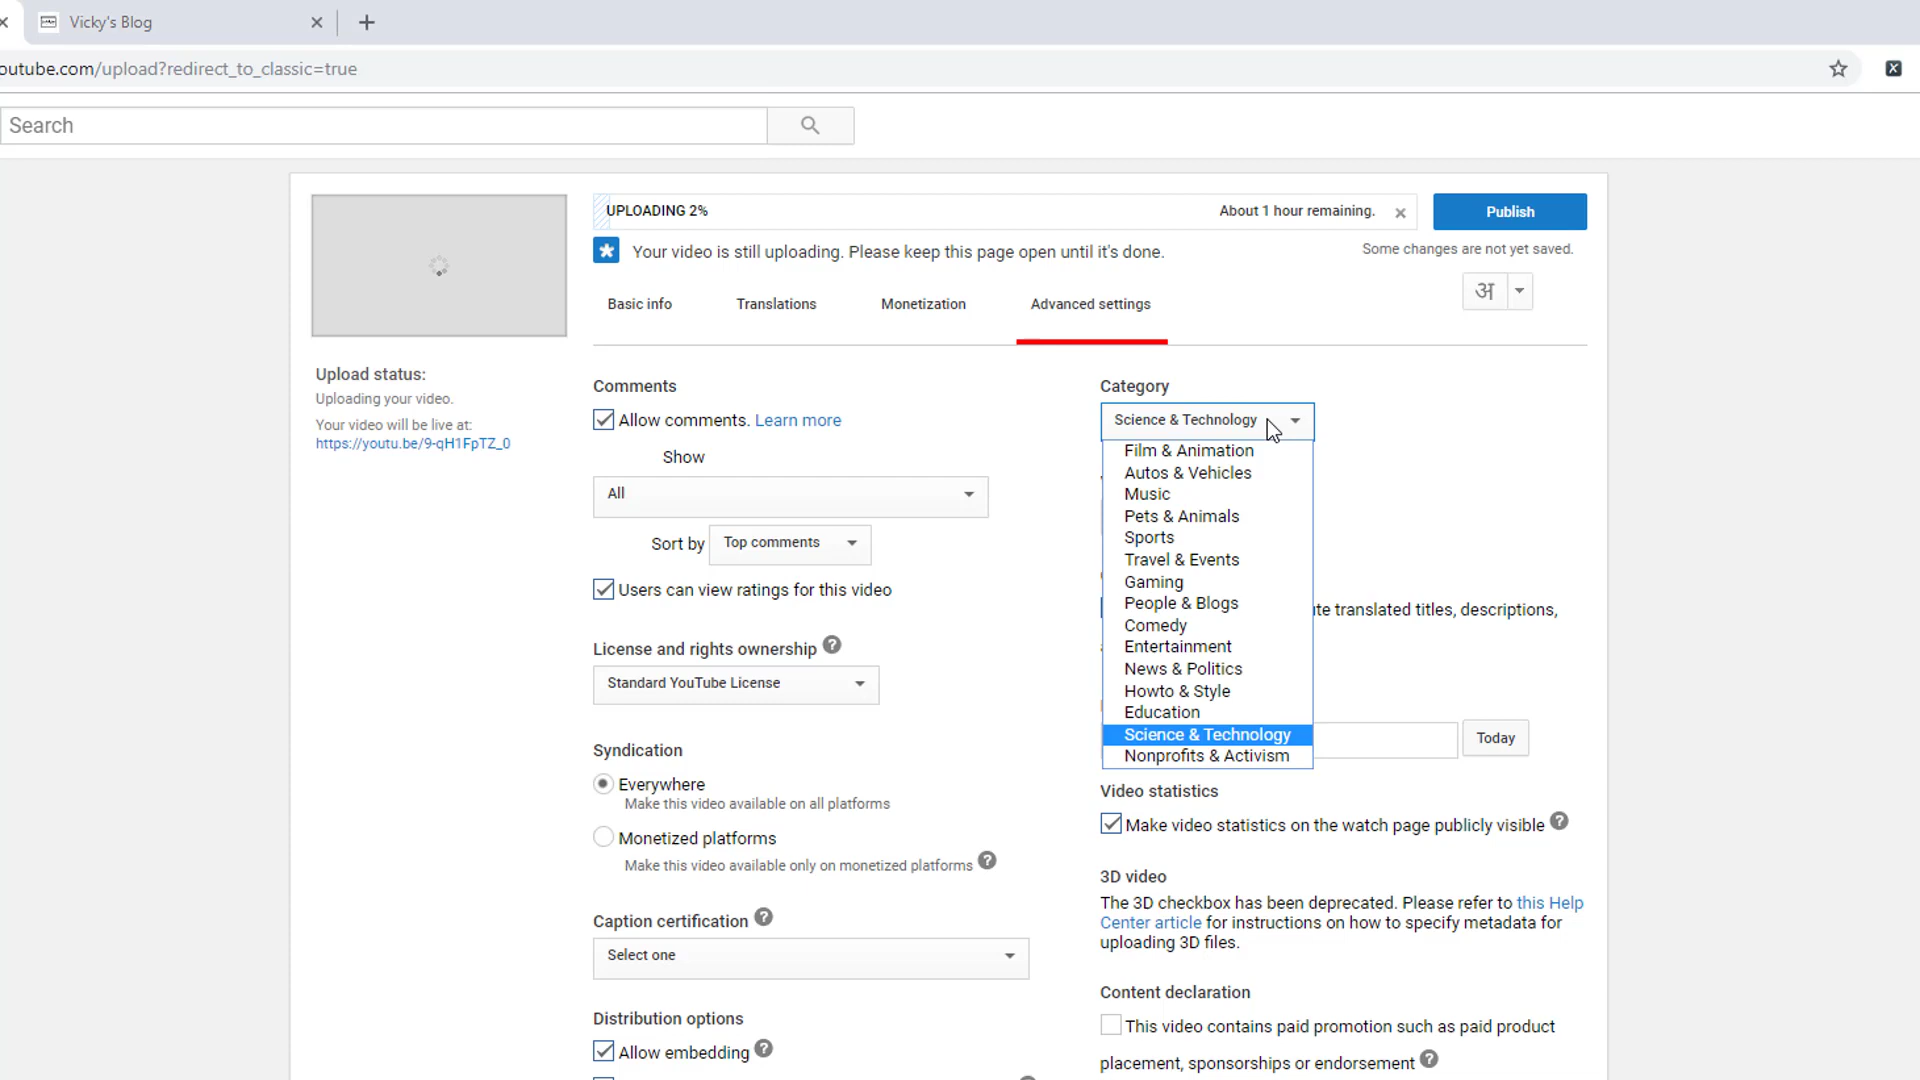 Vicky's Blog
outube.com/upload?redirect_to_classic=true
Search
UPLOADING 2%
About 1 hour remaining.
Publish
Your video is still uploading. Please keep this page open until it's done.
Some changes are not yet saved.
Basic info
Translations
Monetization
Advanced settings
अ
Upload status:
Uploading your video.
Your video will be live at:
https://youtu.be/9-qH1FpTZ_0
Comments
Allow comments. Learn more
Show
All
Sort by
Top comments
Users can view ratings for this video
License and rights ownership
Standard YouTube License
Syndication
Everywhere
Make this video available on all platforms
Monetized platforms
Make this video available only on monetized platforms
Caption certification
Select one
Distribution options
Allow embedding
Category
Science & Technology
Film & Animation
Autos & Vehicles
Music
Pets & Animals
Sports
Travel & Events
Gaming
People & Blogs
Comedy
Entertainment
News & Politics
Howto & Style
Education
Science & Technology
Nonprofits & Activism
te translated titles, descriptions,
Today
Video statistics
Make video statistics on the watch page publicly visible
3D video
The 3D checkbox has been deprecated. Please refer to this Help
Center article for instructions on how to specify metadata for
uploading 3D files.
Content declaration
This video contains paid promotion such as paid product
placement, sponsorships or endorsement